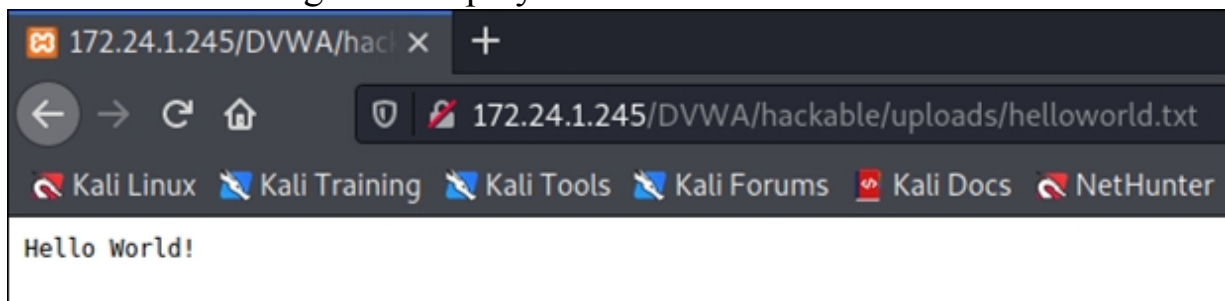 172.24.1.245/DVWA/hac
172.24.1.245/DVWA/hackable/uploads/helloworld.txt
Kali Linux Kali Training Kali Tools Kali Forums Kali Docs NetHunter
Hello World!